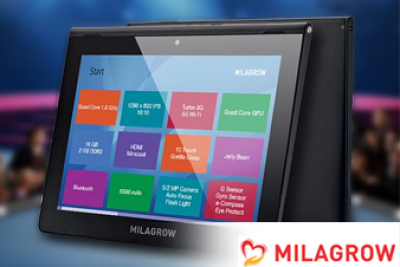 Start
MILAGROW
Quad Core 1.6 GHz
1280 x 800 IPS
16:10
Turbo 3G
5G Wi-Fi
Quad Core GPU
16 GB
2 GB DDR3
HDMI
Miracast
10 Touch
Gorilla Glass
Jelly Bean
Bluetooth
6500 mAh
5/2 MP Camera
Auto Focus
Flash Light
G Sensor
Gyro Sensor
e-Compass
Eye Protect
MILAGROW
MILAGROW